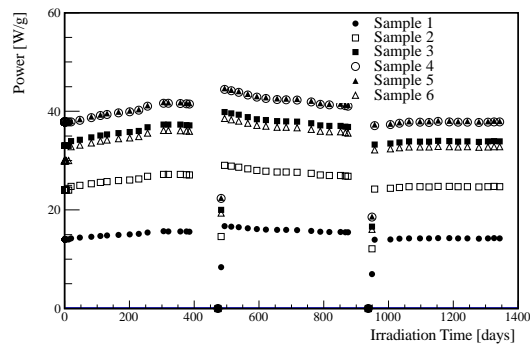 Power [W/g]
60
40
20
0
Sample 1
Sample 2
Sample 3
Sample 4
Sample 5
Sample 6
0 200 400 600 800 1000 1200 1400
Irradiation Time [days]